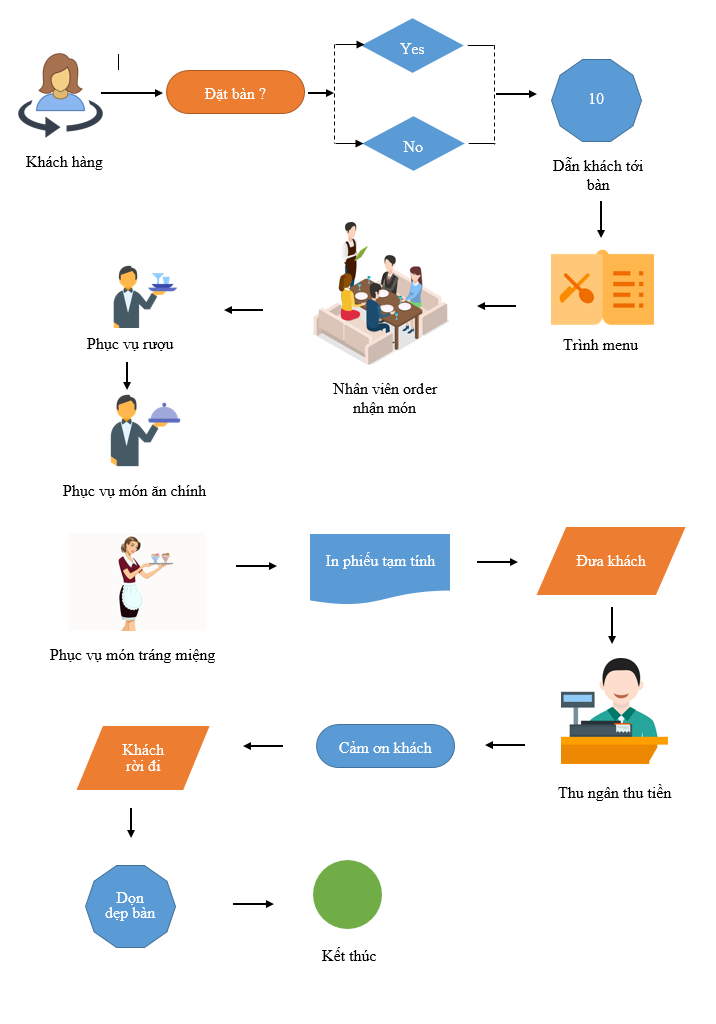 Yes
Đặt bàn ?
10
No
Khách hàng
Dẫn khách tới
bàn
Phục vụ rượu
Trình menu
Nhân viên order
nhận món
Phục vụ món ăn chính
In phiếu tạm tính
Đưa khách
Phục vụ món tráng miệng
Khách
rời đi
Cảm ơn khách
Thu ngân thu tiền
Dọn
dẹp bàn
Kết thúc